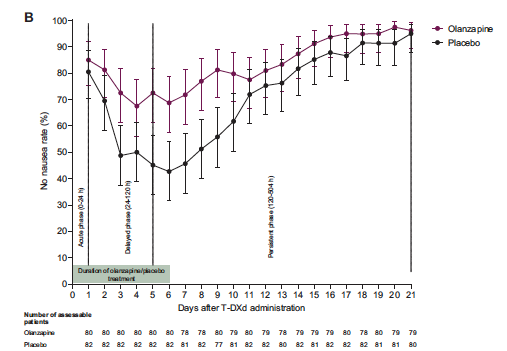 B
Olanzapine
Placebo
No nausea rate (%)
100
90
80
70
60
50
40
30
20
10
0
Acute phase (0-24 h)
Delayed phase (24-120 h)
Persistent phase (120-504 h)
Duration of olanzapine/placebo
treatment
0 1 2 3 4 5 6 7 8 9 10 11 12 13 14 15 16 17 18 19 20 21
Days after T-DXd administration
Number of assessable
patients
Olanzapine 80 80 80 80 80 80 78 78 80 79 80 79 78 79 79 82 80 80 78 80 79 79
Placebo 82 82 82 82 82 82 81 82 77 81 82 82 80 82 81 82 82 82 82 81 81 80